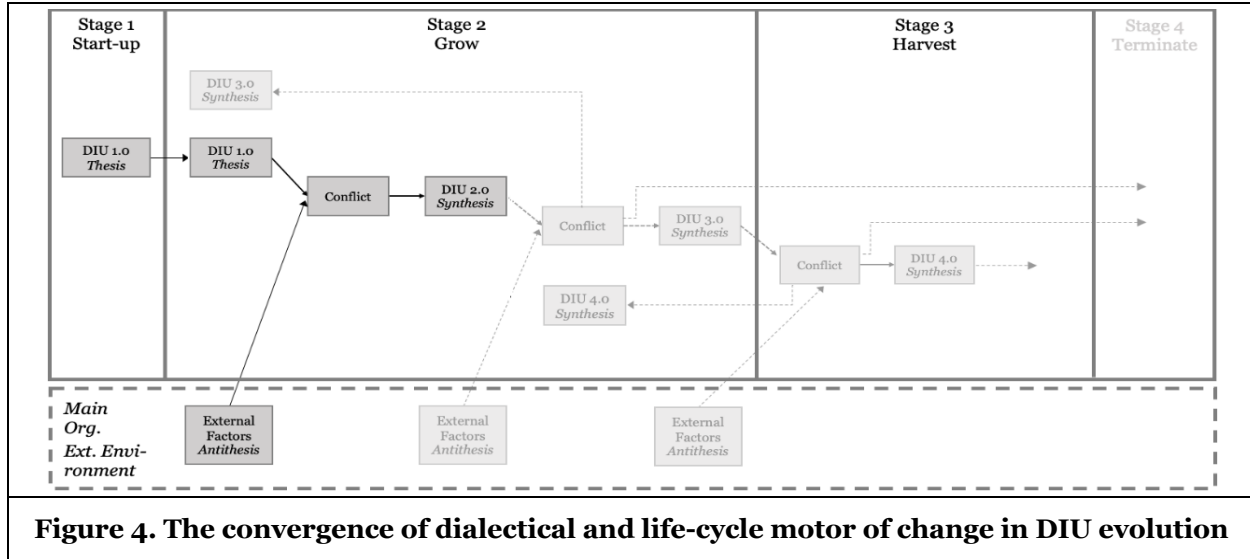 Stage 1
Start-up
Stage 2
Grow
Stage 3
Harvest
Stage 4
Terminate
DIU 3.0
Synthesis
DIU 1.0
Thesis
DIU 1.0
Thesis
Conflict
DIU 2.0
Synthesis
Conflict
DIU 3.0
Synthesis
Conflict
DIU 4.0
Synthesis
DIU 4.0
Synthesis
Main
Org.
Ext. Envi-
ronment
External
Factors
Antithesis
External
Factors
Antithesis
External
Factors
Antithesis
Figure 4. The convergence of dialectical and life-cycle motor of change in DIU evolution